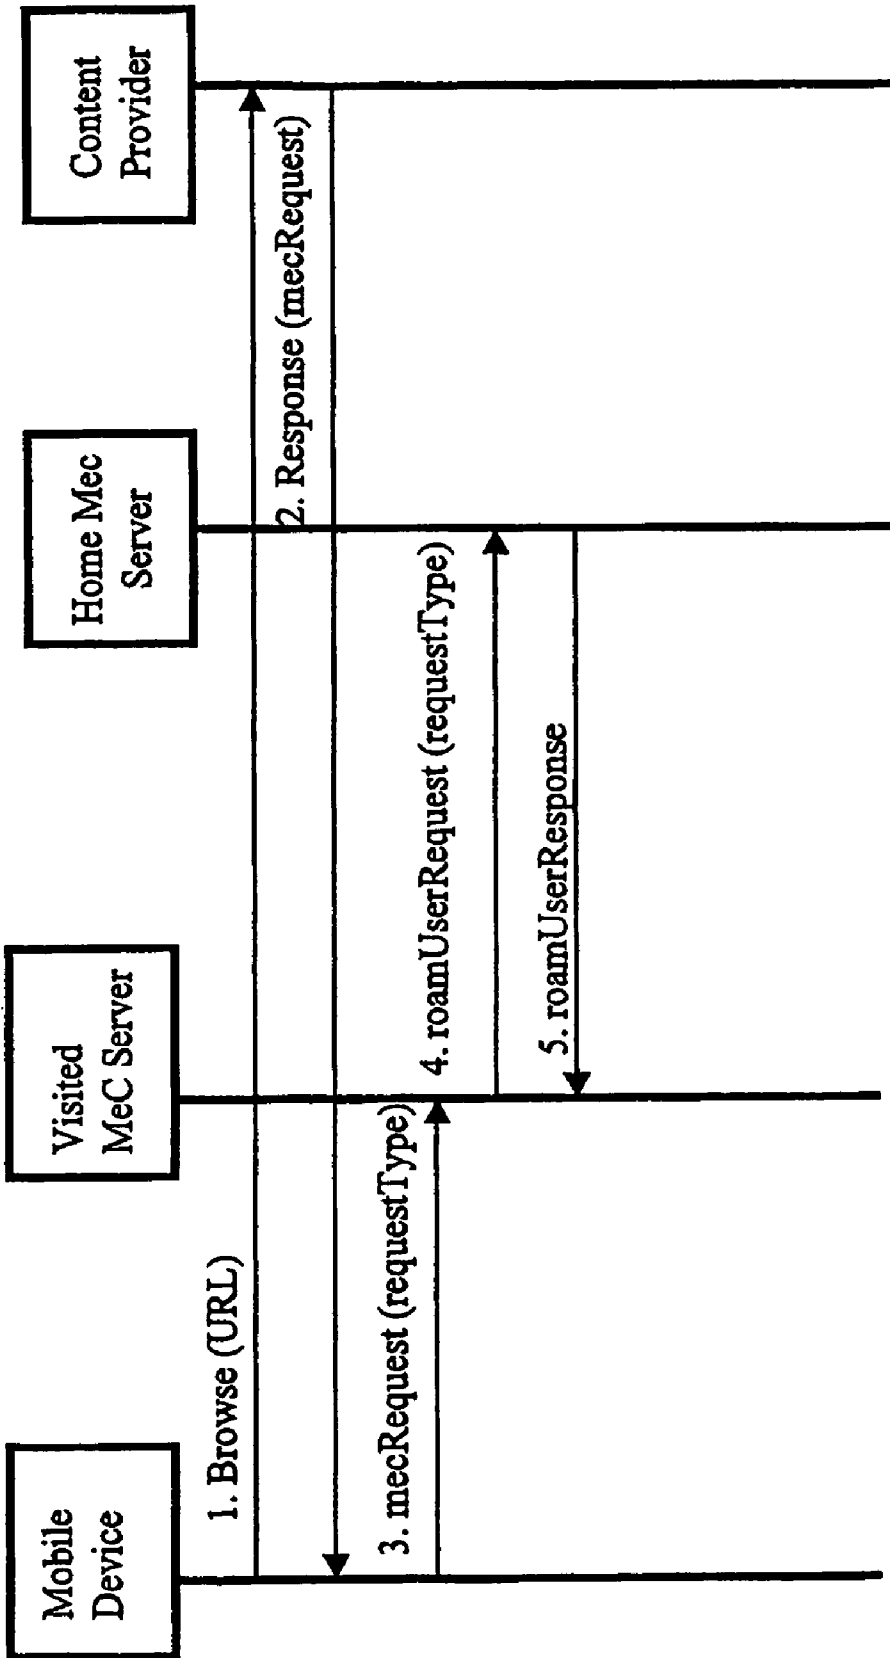 Mobile
Device
Visited
MeC Server
Home Mec
Server
Content
Provider
1. Browse (URL)
2. Response (mecRequest)
3. mecRequest (requestType)
4. roamUserRequest (requestType)
5. roamUserResponse